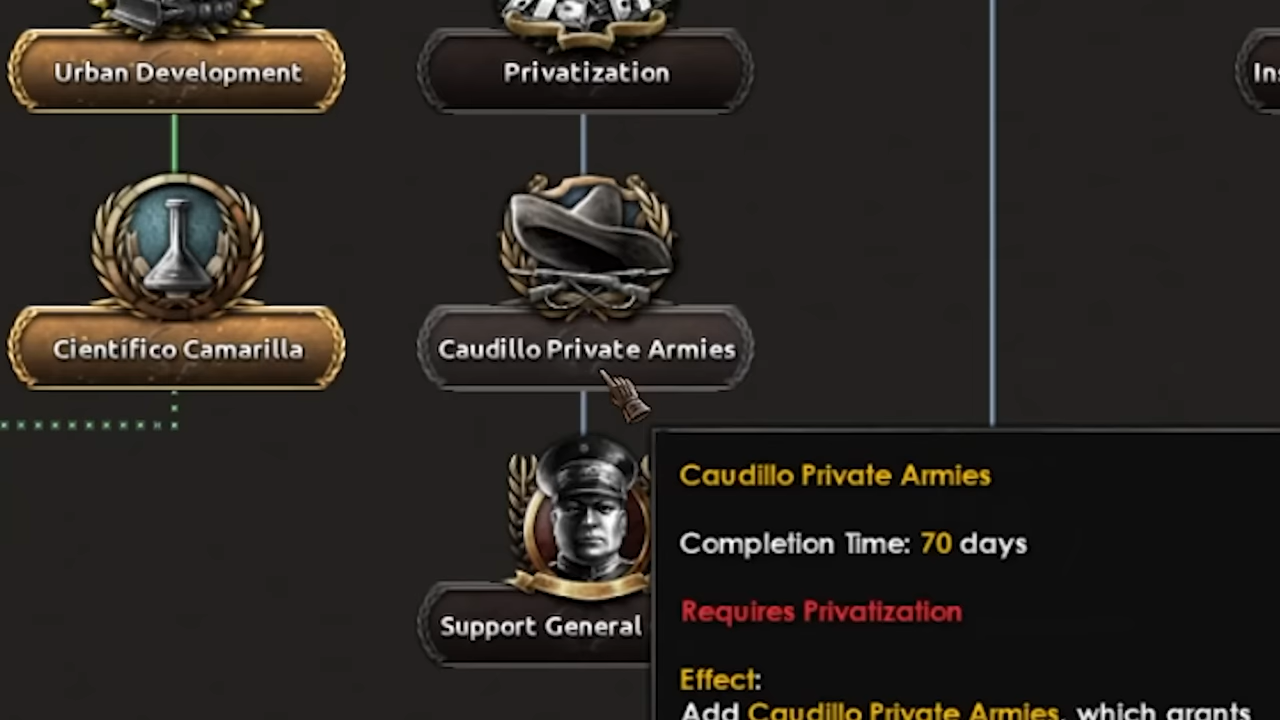 Urban Development
Privatization
Ins
Científico Camarilla
Caudillo Private Armies
Support General
Caudillo Private Armies
Completion Time: 70 days
Requires Privatization
Effect:
Add Caudillo Private Armies, which grants